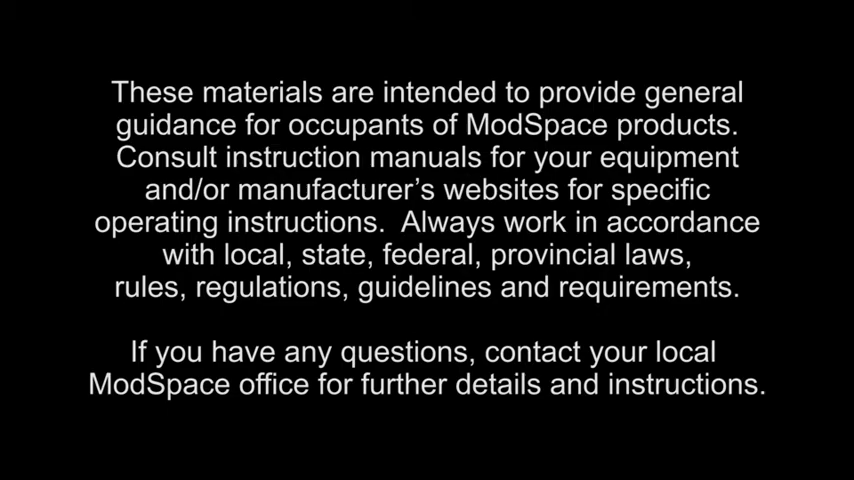 These materials are intended to provide general
guidance for occupants of ModSpace products.
Consult instruction manuals for your equipment
and/or manufacturer’s websites for specific
operating instructions.  Always work in accordance
with local, state, federal, provincial laws,
rules, regulations, guidelines and requirements.
If you have any questions, contact your local
ModSpace office for further details and instructions.